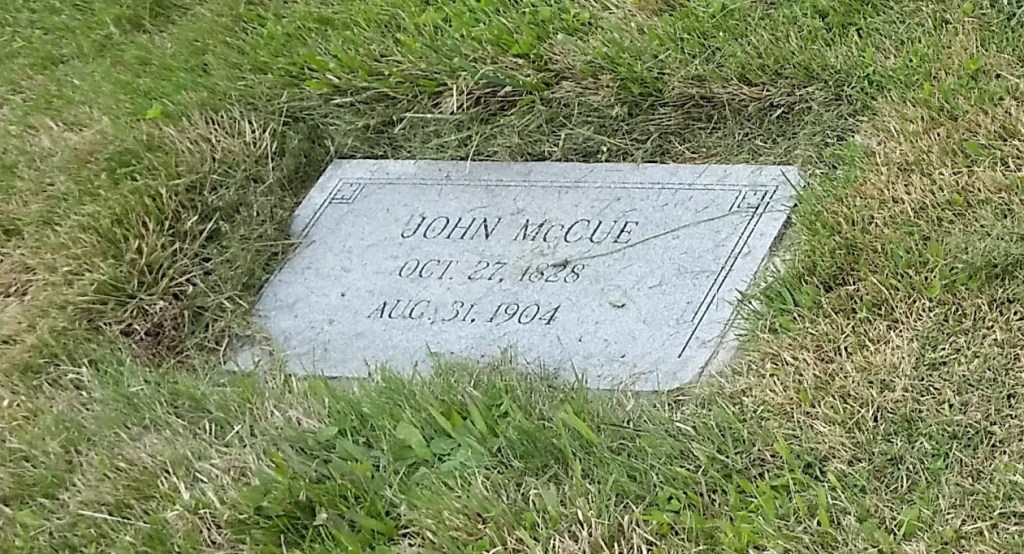 JOHN McCUE
OCT. 27, 1828
AUG. 31, 1904